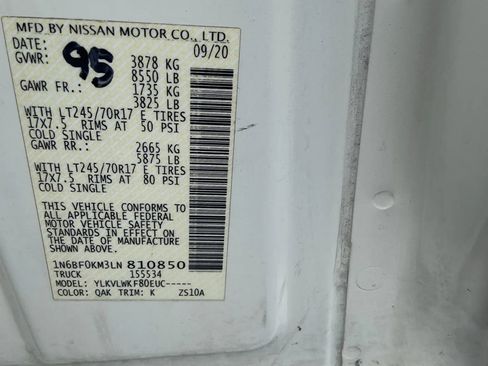 MFD BY NISSAN MOTOR CO., LTD.
DATE: 09/20
95
GVWR: 3878 KG
8550 LB
GAWR FR.: 1735 KG
3825 LB
WITH LT245/70R17 E TIRES
17X7.5 RIMS AT 50 PSI
COLD SINGLE
GAWR RR.: 2665 KG
5875 LB
WITH LT245/70R17 E TIRES
17X7.5 RIMS AT 80 PSI
COLD SINGLE
THIS VEHICLE CONFORMS TO
ALL APPLICABLE FEDERAL
MOTOR VEHICLE SAFETY
STANDARDS IN EFFECT ON
THE DATE OF MANUFACTURE
SHOWN ABOVE.
1N6BF0KM3LN 810850
TRUCK 155534
MODEL: YLKVLWKF80EUC-----
COLOR: QAK TRIM: K ZS10A